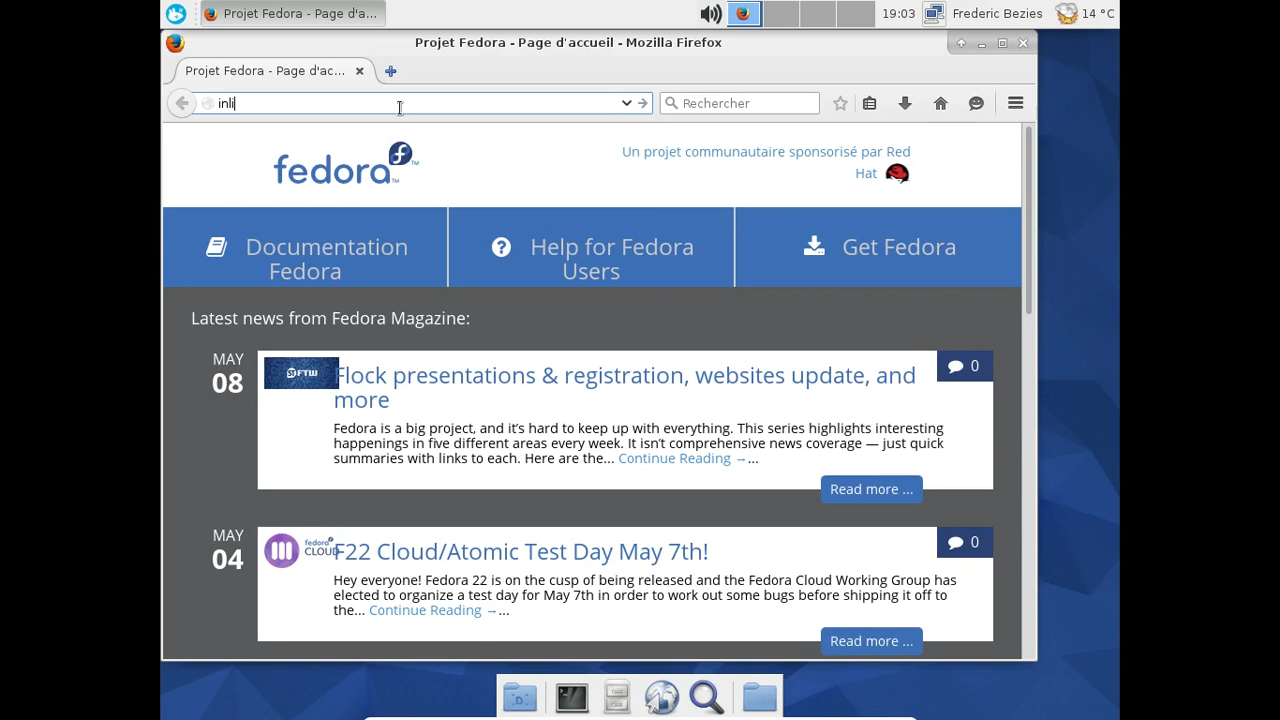 Projet Fedora - Page d'a...
19:03
Frederic Bezies
14 °C
Projet Fedora - Page d'accueil - Mozilla Firefox
Projet Fedora - Page d'ac...
inli
Rechercher
fedora™
Un projet communautaire sponsorisé par Red
Hat
Documentation
Fedora
Help for Fedora
Users
Get Fedora
Latest news from Fedora Magazine:
MAY
08
FTW
Flock presentations & registration, websites update, and
more
0
Fedora is a big project, and it's hard to keep up with everything. This series highlights interesting
happenings in five different areas every week. It isn't comprehensive news coverage — just quick
summaries with links to each. Here are the... Continue Reading →...
Read more ...
MAY
04
fedora
CLOUD
F22 Cloud/Atomic Test Day May 7th!
0
Hey everyone! Fedora 22 is on the cusp of being released and the Fedora Cloud Working Group has
elected to organize a test day for May 7th in order to work out some bugs before shipping it off to
the... Continue Reading →...
Read more ...